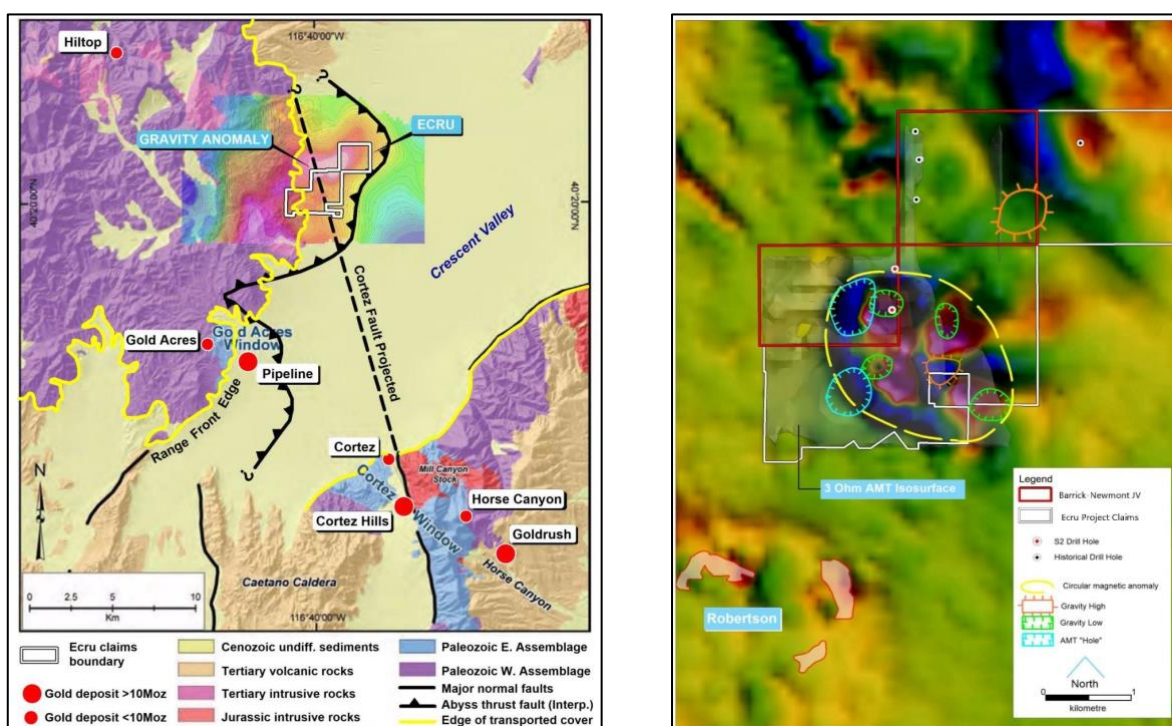 116°40'00"W
Hiltop
?
?
ECRU
GRAVITY ANOMALY
40°20'0"N
40°20'0"N
Crescent Valley
Cortez Fault Projected
Gold Acres
Gold Acres
Window
Pipeline
Range Front Edge
?
Cortez
Mill Canyon
Stock
Cortez Window
Horse Canyon
Cortez Hills
Goldrush
Horse Canyon
N
Caetano Caldera
10 5 0 10
Km
116°40'00"W
Ecru claims
boundary
Gold deposit >10Moz
Gold deposit <10Moz
Cenozoic undiff. sediments
Tertiary volcanic rocks
Tertiary intrusive rocks
Jurassic intrusive rocks
Paleozoic E. Assemblage
Paleozoic W. Assemblage
Major normal faults
Abyss thrust fault (Interp.)
Edge of transported cover
3 Ohm AMT Isosurface
Robertson
Legend
Barrick-Newmont JV
Ecru Project Claims
S2 Drill Hole
Historical Drill Hole
Circular magnetic anomaly
Gravity High
Gravity Low
AMT "Hole"
North
0 1
kilometre